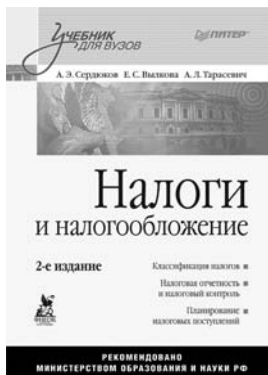 УЧЕБНИК
ДЛЯ ВУЗОВ
ПИТЕР®
А. Э. Сердюков Е. С. Вылкова А. Л. Тарасевич
Налоги
и налогообложение
2-е издание
Классификация налогов
Налоговая отчетность
и налоговый контроль
Планирование
налоговых поступлений
РЕКОМЕНДОВАНО
МИНИСТЕРСТВОМ ОБРАЗОВАНИЯ И НАУКИ РФ